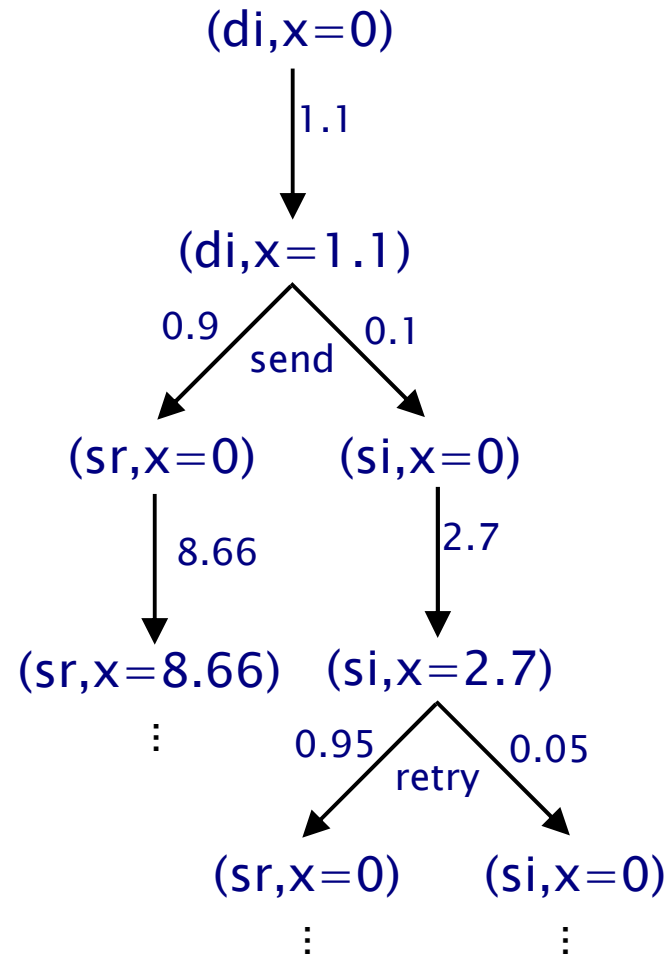 (di,x=0)
1.1
(di,x=1.1)
0.9 0.1
send
(sr,x=0) (si,x=0)
8.66 2.7
(sr,x=8.66) (si,x=2.7)
⋮
0.95 0.05
retry
(sr,x=0) (si,x=0)
⋮ ⋮